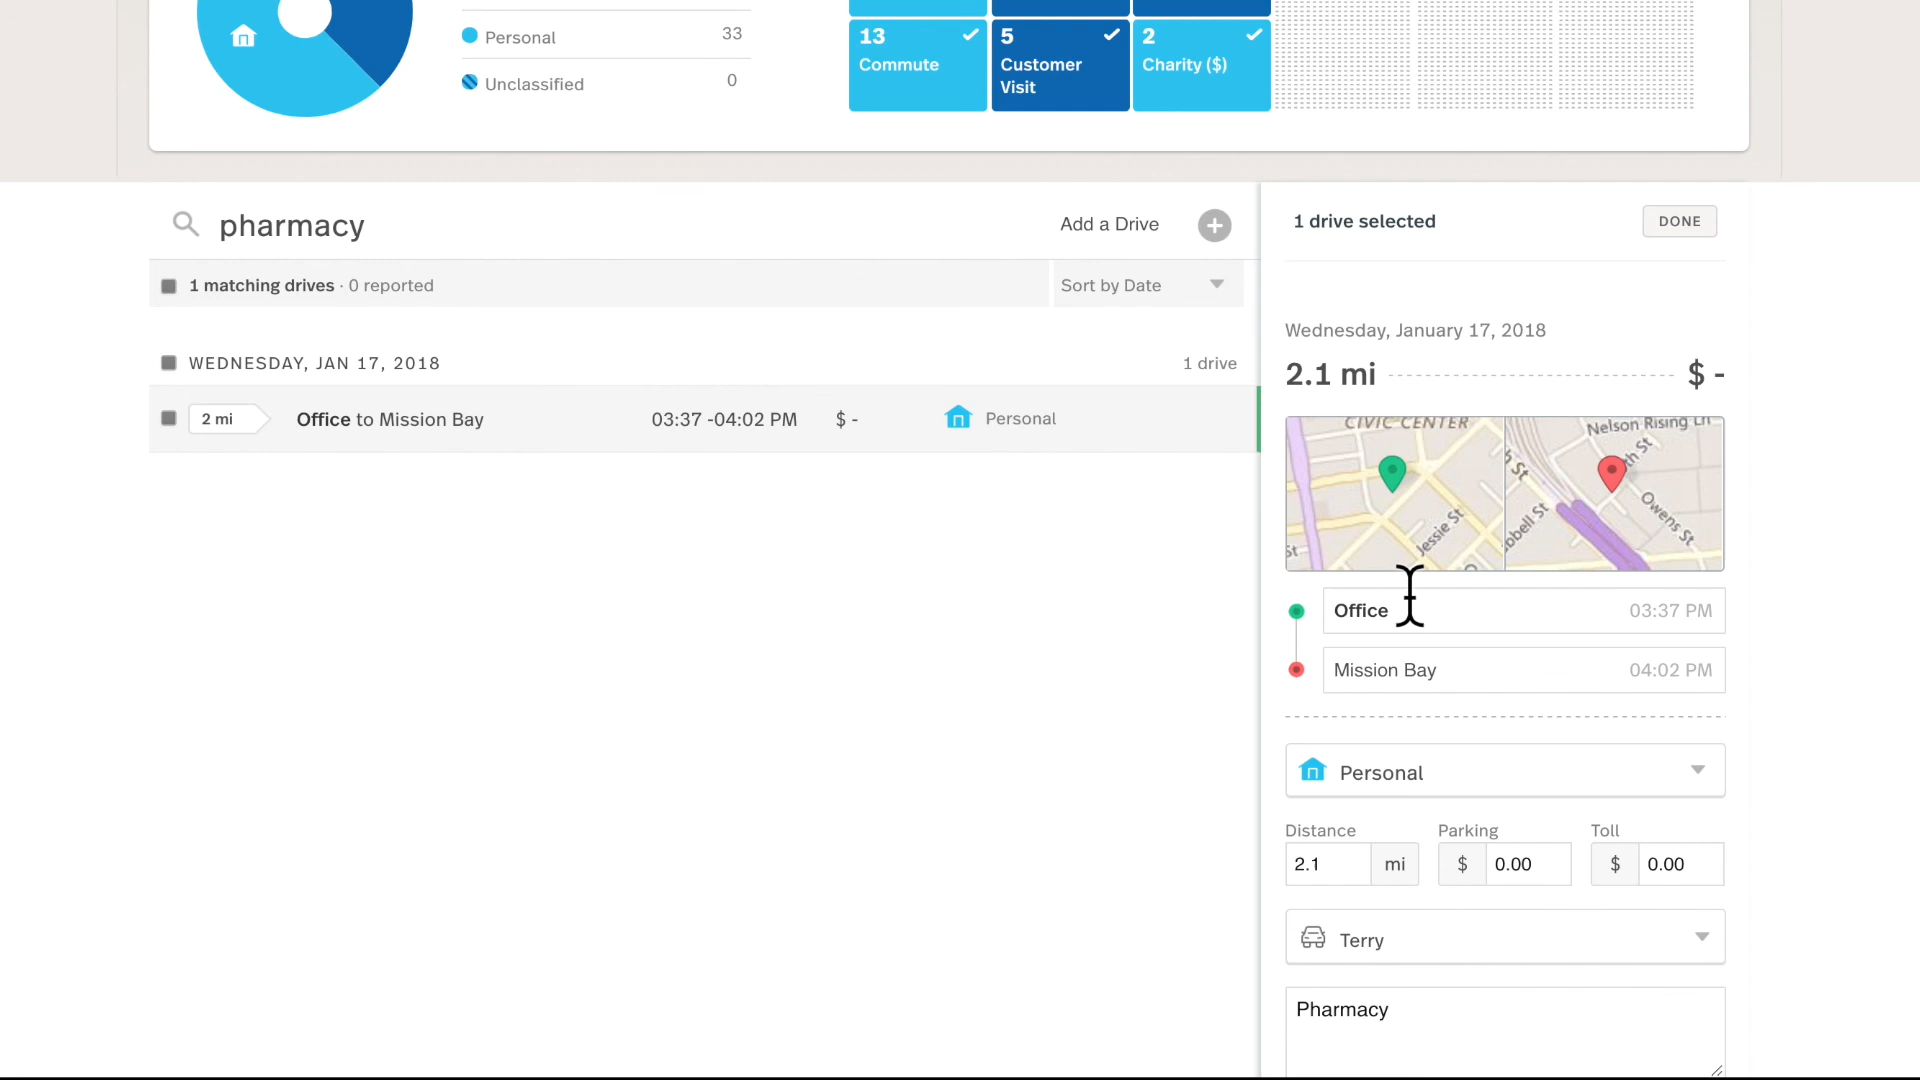 Personal 33
Unclassified 0
13
Commute
5
Customer
Visit
2
Charity ($)
pharmacy
Add a Drive
1 matching drives · 0 reported
Sort by Date
WEDNESDAY, JAN 17, 2018
1 drive
2 mi
Office to Mission Bay
03:37 -04:02 PM
$ -
Personal
1 drive selected
DONE
Wednesday, January 17, 2018
2.1 mi
$ -
CIVIC CENTER
Jessie St
St
Nelson Rising Ln
Owens St
Office 03:37 PM
Mission Bay 04:02 PM
Personal
Distance Parking Toll
2.1 mi $ 0.00 $ 0.00
Terry
Pharmacy